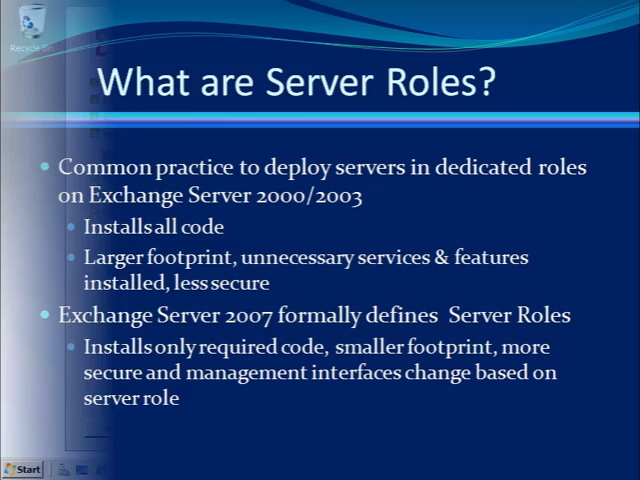 Recycle Bin
What are Server Roles?
Common practice to deploy servers in dedicated roles
on Exchange Server 2000/2003
Installs all code
Larger footprint, unnecessary services & features
installed, less secure
Exchange Server 2007 formally defines Server Roles
Installs only required code, smaller footprint, more
secure and management interfaces change based on
server role
Start